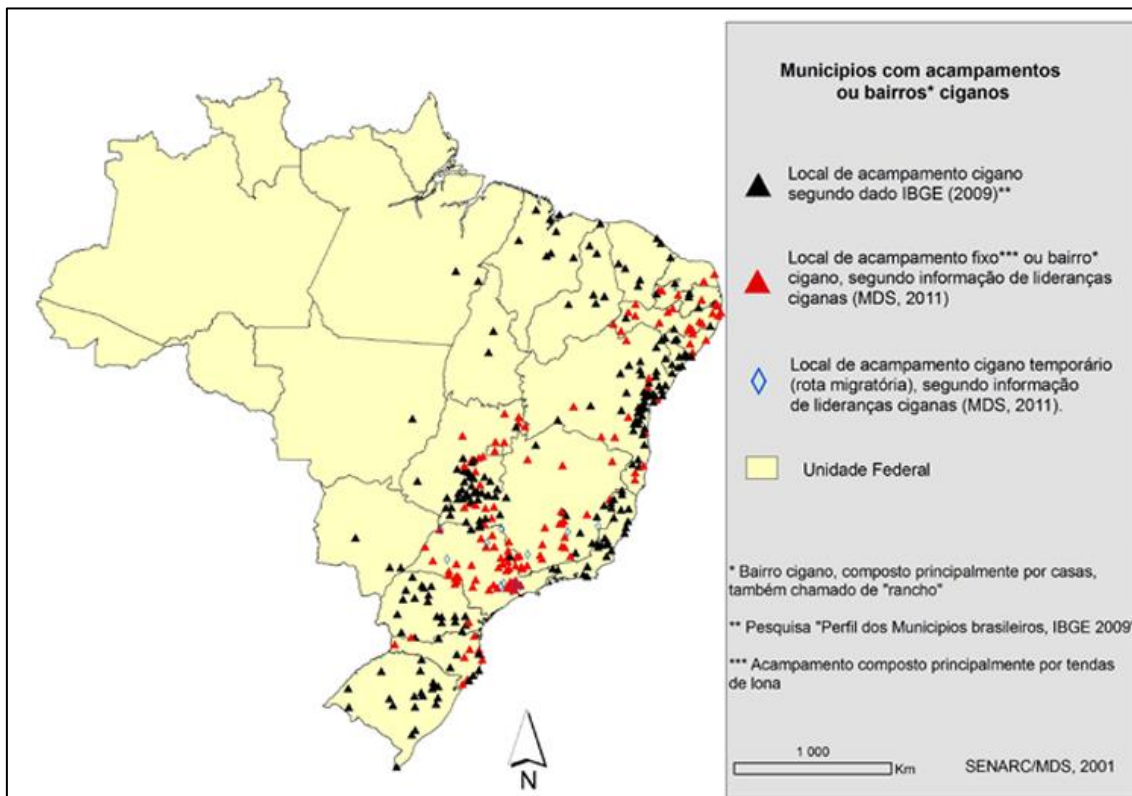 Municipios com acampamentos
ou bairros* ciganos
Local de acampamento cigano
segundo dado IBGE (2009)**
Local de acampamento fixo*** ou bairro*
cigano, segundo informação de lideranças
ciganas (MDS, 2011)
Local de acampamento cigano temporário
(rota migratória), segundo informação
de lideranças ciganas (MDS, 2011).
Unidade Federal
* Bairro cigano, composto principalmente por casas,
também chamado de "rancho"
** Pesquisa "Perfil dos Municipios brasileiros, IBGE 2009"
*** Acampamento composto principalmente por tendas
de lona
1 000
Km
SENARC/MDS, 2001
N